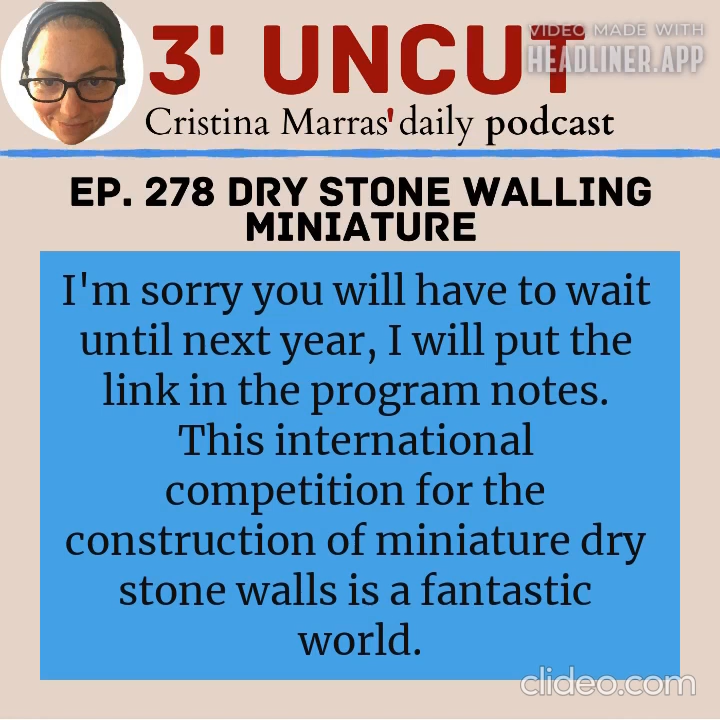 3' UNCUT
VIDEO MADE WITH
HEADLINER.APP
Cristina Marras' daily podcast
EP. 278 DRY STONE WALLING
MINIATURE
I'm sorry you will have to wait
until next year, I will put the
link in the program notes.
This international
competition for the
construction of miniature dry
stone walls is a fantastic
world.
clideo.com